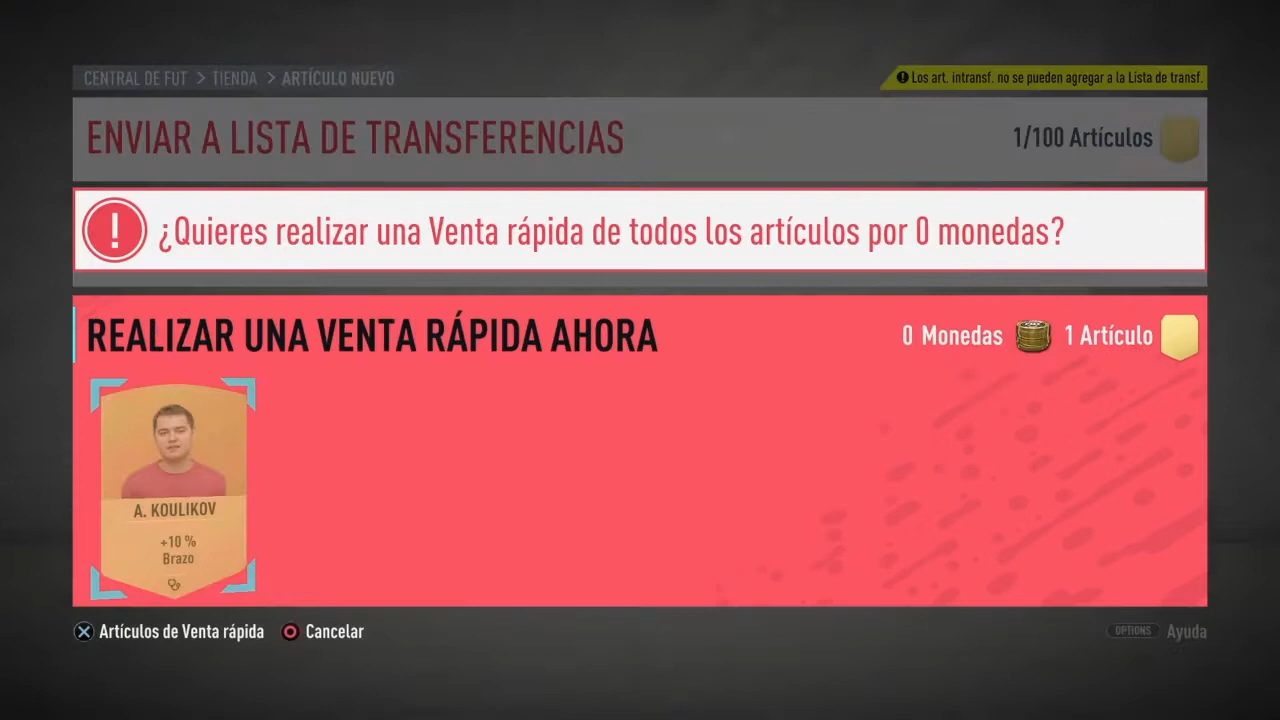 CENTRAL DE FUT > TIENDA > ARTÍCULO NUEVO
Los art. intransf. no se pueden agregar a la Lista de transf.
ENVIAR A LISTA DE TRANSFERENCIAS
1/100 Artículos
¿Quieres realizar una Venta rápida de todos los artículos por 0 monedas?
REALIZAR UNA VENTA RÁPIDA AHORA
0 Monedas 1 Artículo
A. KOULIKOV
+10 %
Brazo
Artículos de Venta rápida Cancelar
OPTIONS Ayuda